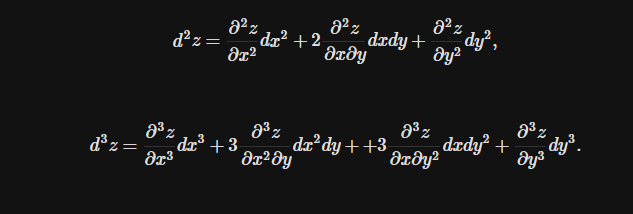 d²z = ∂²z/∂x² dx² + 2 ∂²z/∂x∂y dxdy + ∂²z/∂y² dy²,
d³z = ∂³z/∂x³ dx³ + 3 ∂³z/∂x²∂y dx²dy + +3 ∂³z/∂x∂y² dxdy² + ∂³z/∂y³ dy³.